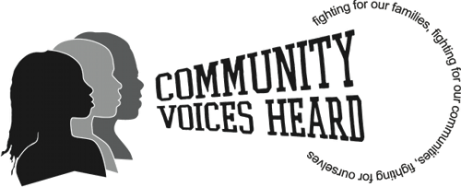 COMMUNITY
VOICES HEARD
fighting for our families, fighting for our communities, fighting for ourselves